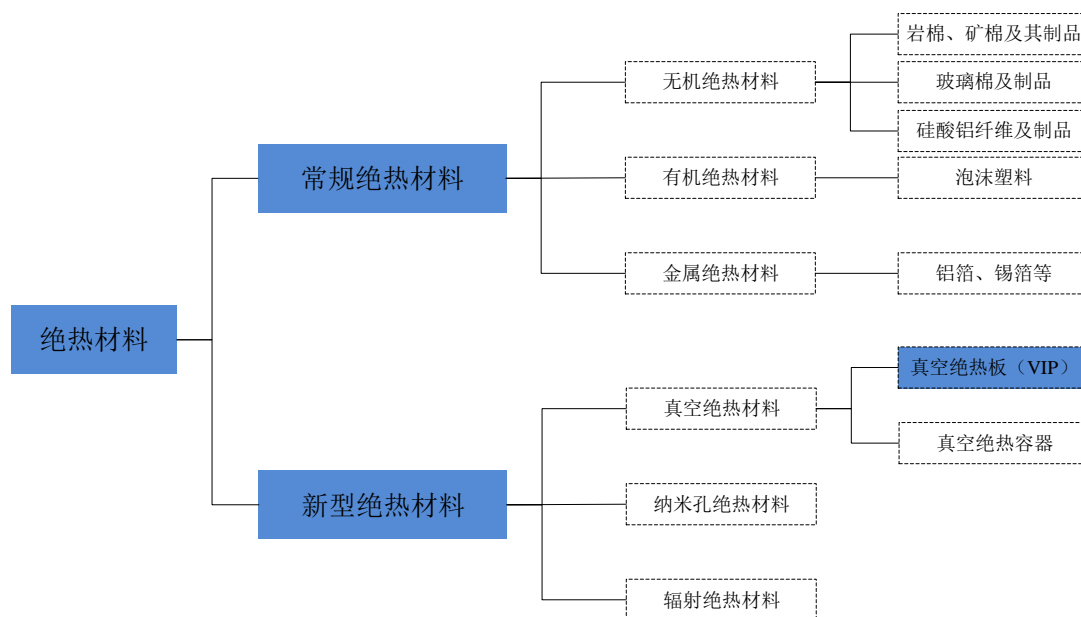 岩棉、矿棉及其制品
无机绝热材料
玻璃棉及制品
硅酸铝纤维及制品
常规绝热材料
有机绝热材料
泡沫塑料
金属绝热材料
铝箔、锡箔等
绝热材料
真空绝热板（VIP）
真空绝热材料
真空绝热容器
新型绝热材料
纳米孔绝热材料
辐射绝热材料